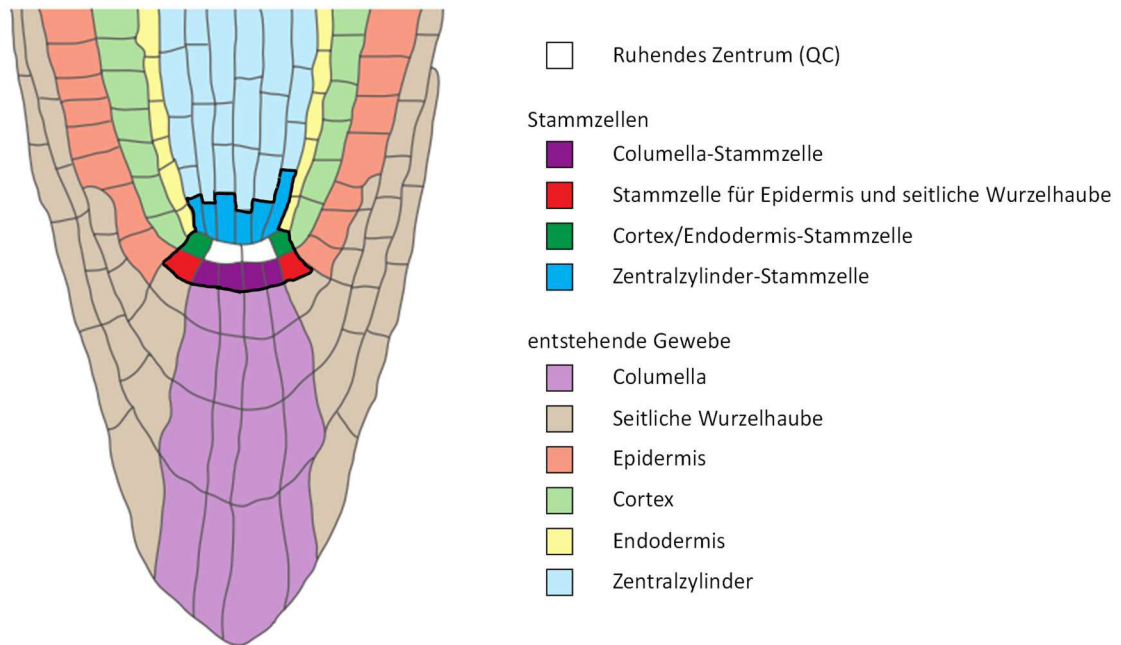 Ruhendes Zentrum (QC)
Stammzellen
Columella-Stammzelle
Stammzelle für Epidermis und seitliche Wurzelhaube
Cortex/Endodermis-Stammzelle
Zentralzylinder-Stammzelle
entstehende Gewebe
Columella
Seitliche Wurzelhaube
Epidermis
Cortex
Endodermis
Zentralzylinder